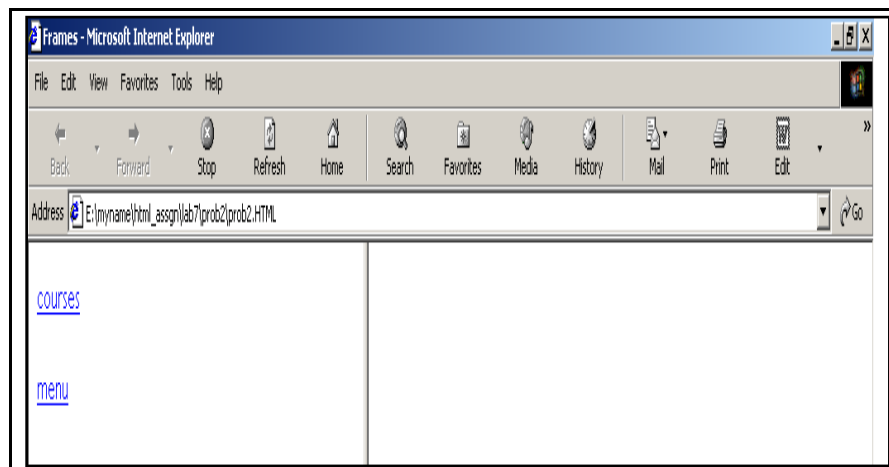 Frames - Microsoft Internet Explorer
File Edit View Favorites Tools Help
Back Forward Stop Refresh Home Search Favorites Media History Mail Print Edit »
Address E:\myname\html_assgn\lab7\prob2\prob2.HTML Go
courses
menu